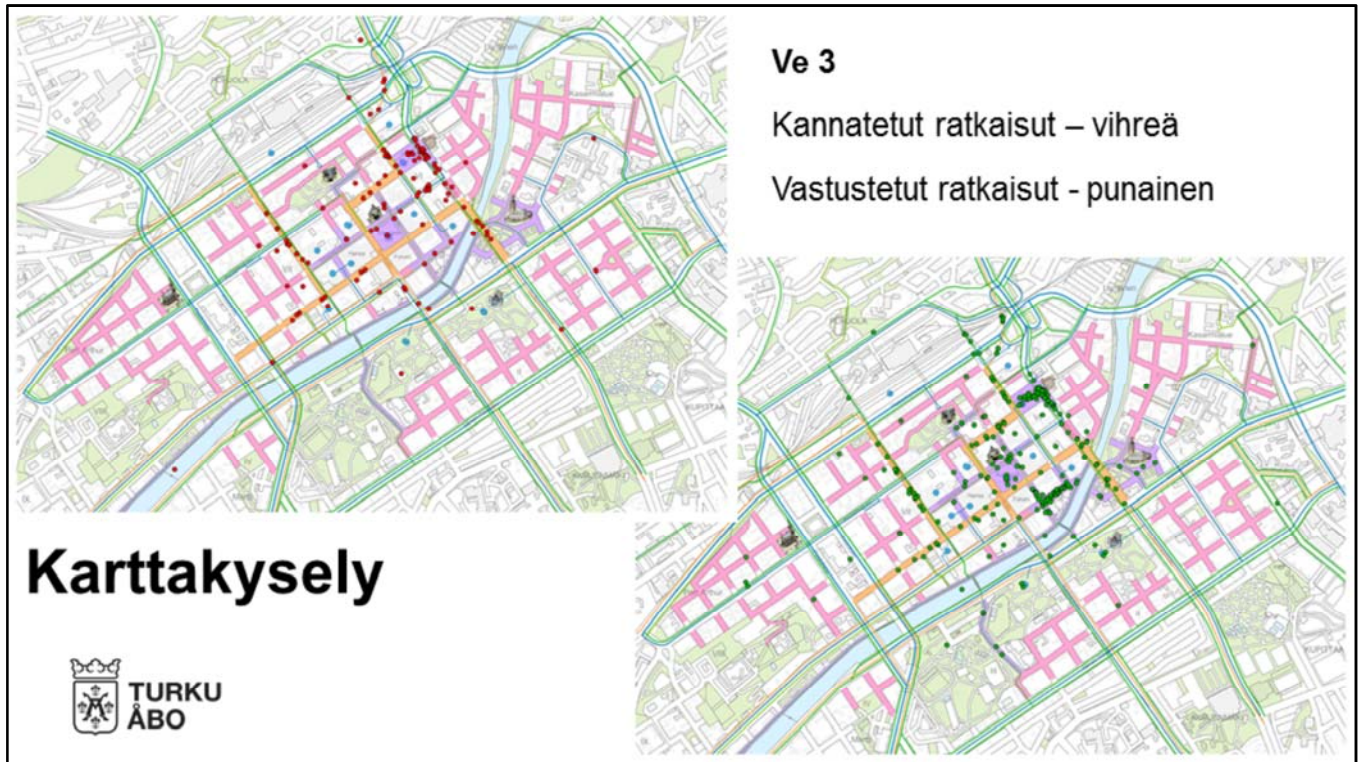 Ve 3
Kannatetut ratkaisut – vihreä
Vastustetut ratkaisut - punainen
Karttakysely
TURKU
ÅBO